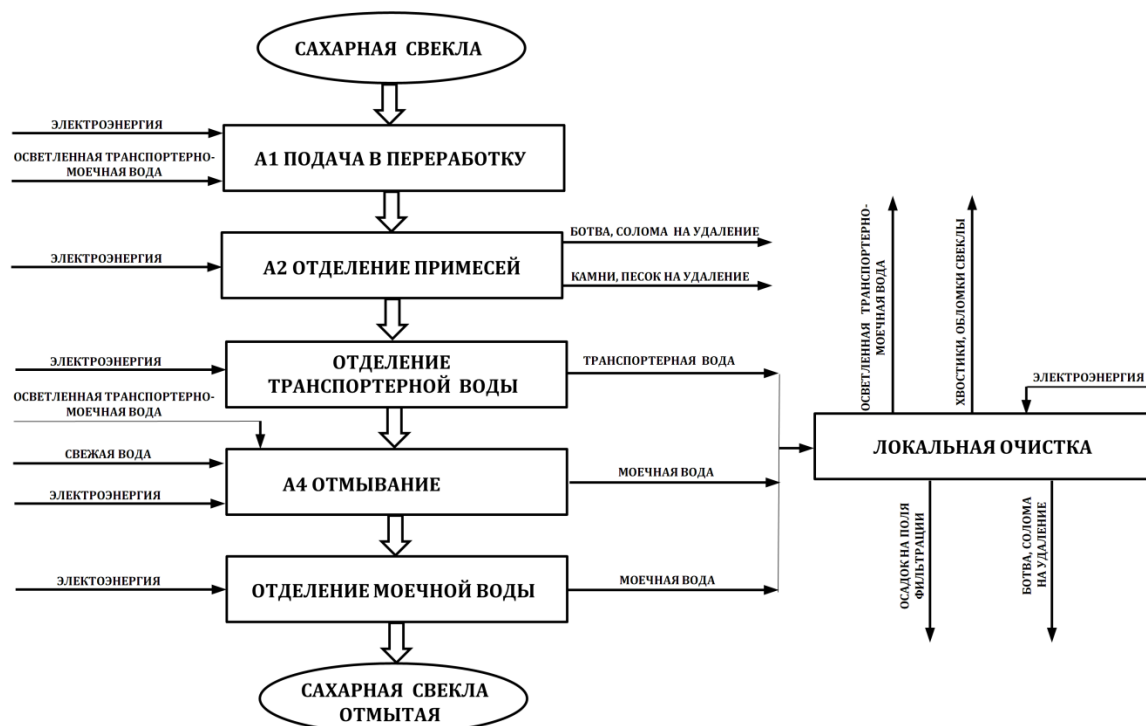 САХАРНАЯ СВЕКЛА
ЭЛЕКТРОЭНЕРГИЯ
ОСВЕТЛЕННАЯ ТРАНСПОРТЕРНО-
МОЕЧНАЯ ВОДА
А1 ПОДАЧА В ПЕРЕРАБОТКУ
ЭЛЕКТРОЭНЕРГИЯ
А2 ОТДЕЛЕНИЕ ПРИМЕСЕЙ
БОТВА, СОЛОМА НА УДАЛЕНИЕ
КАМНИ, ПЕСОК НА УДАЛЕНИЕ
ЭЛЕКТРОЭНЕРГИЯ
ОТДЕЛЕНИЕ
ТРАНСПОРТЕРНОЙ ВОДЫ
ТРАНСПОРТЕРНАЯ ВОДА
ОСВЕТЛЕННАЯ ТРАНСПОРТЕРНО-
МОЕЧНАЯ ВОДА
СВЕЖАЯ ВОДА
ЭЛЕКТРОЭНЕРГИЯ
А4 ОТМЫВАНИЕ
МОЕЧНАЯ ВОДА
ЭЛЕКТОЭНЕРГИЯ
ОТДЕЛЕНИЕ МОЕЧНОЙ ВОДЫ
МОЕЧНАЯ ВОДА
САХАРНАЯ СВЕКЛА
ОТМЫТАЯ
ОСВЕТЛЕННАЯ ТРАНСПОРТЕРНО-
МОЕЧНАЯ ВОДА
ХВОСТИКИ, ОБЛОМКИ СВЕКЛЫ
ЭЛЕКТРОЭНЕРГИЯ
ЛОКАЛЬНАЯ ОЧИСТКА
ОСАДОК НА ПОЛЯ
ФИЛЬТРАЦИИ
БОТВА, СОЛОМА
НА УДАЛЕНИЕ